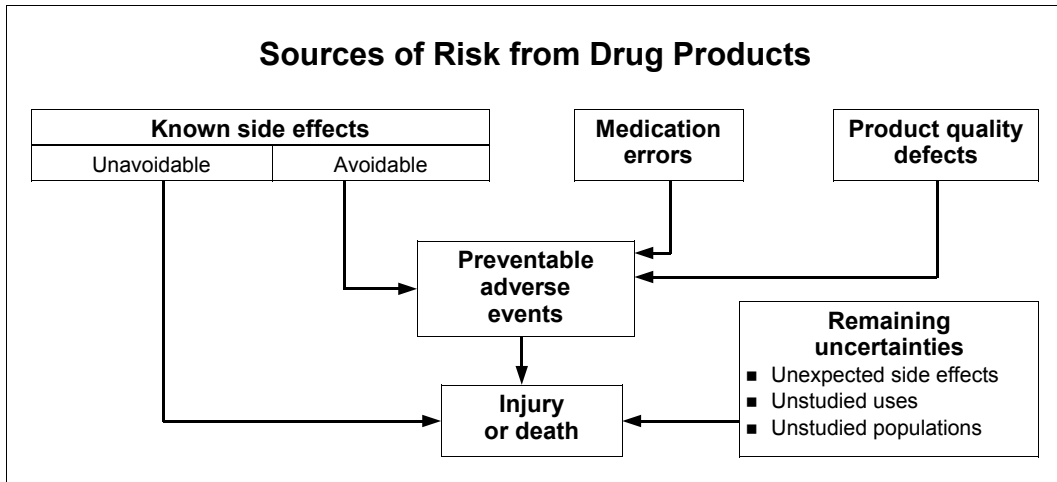 Sources of Risk from Drug Products
Known side effects
Unavoidable
Avoidable
Medication
errors
Product quality
defects
Preventable
adverse
events
Remaining
uncertainties
■ Unexpected side effects
■ Unstudied uses
■ Unstudied populations
Injury
or death